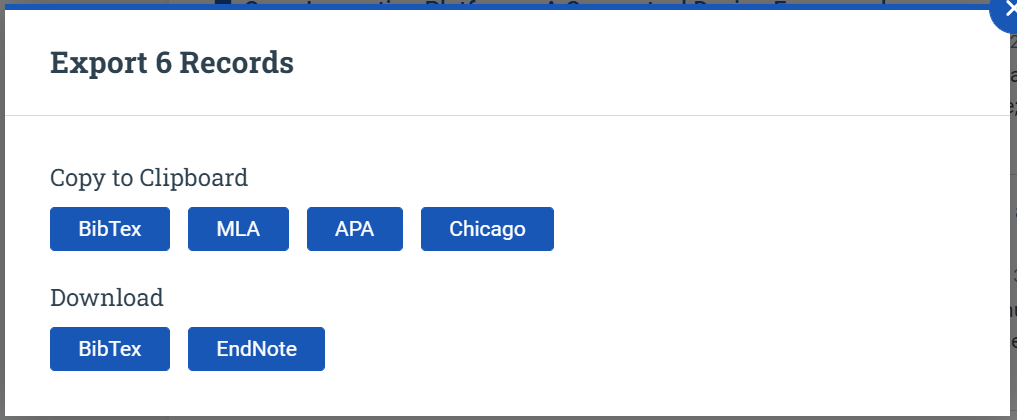 Export 6 Records
Copy to Clipboard
BibTex MLA APA Chicago
Download
BibTex EndNote